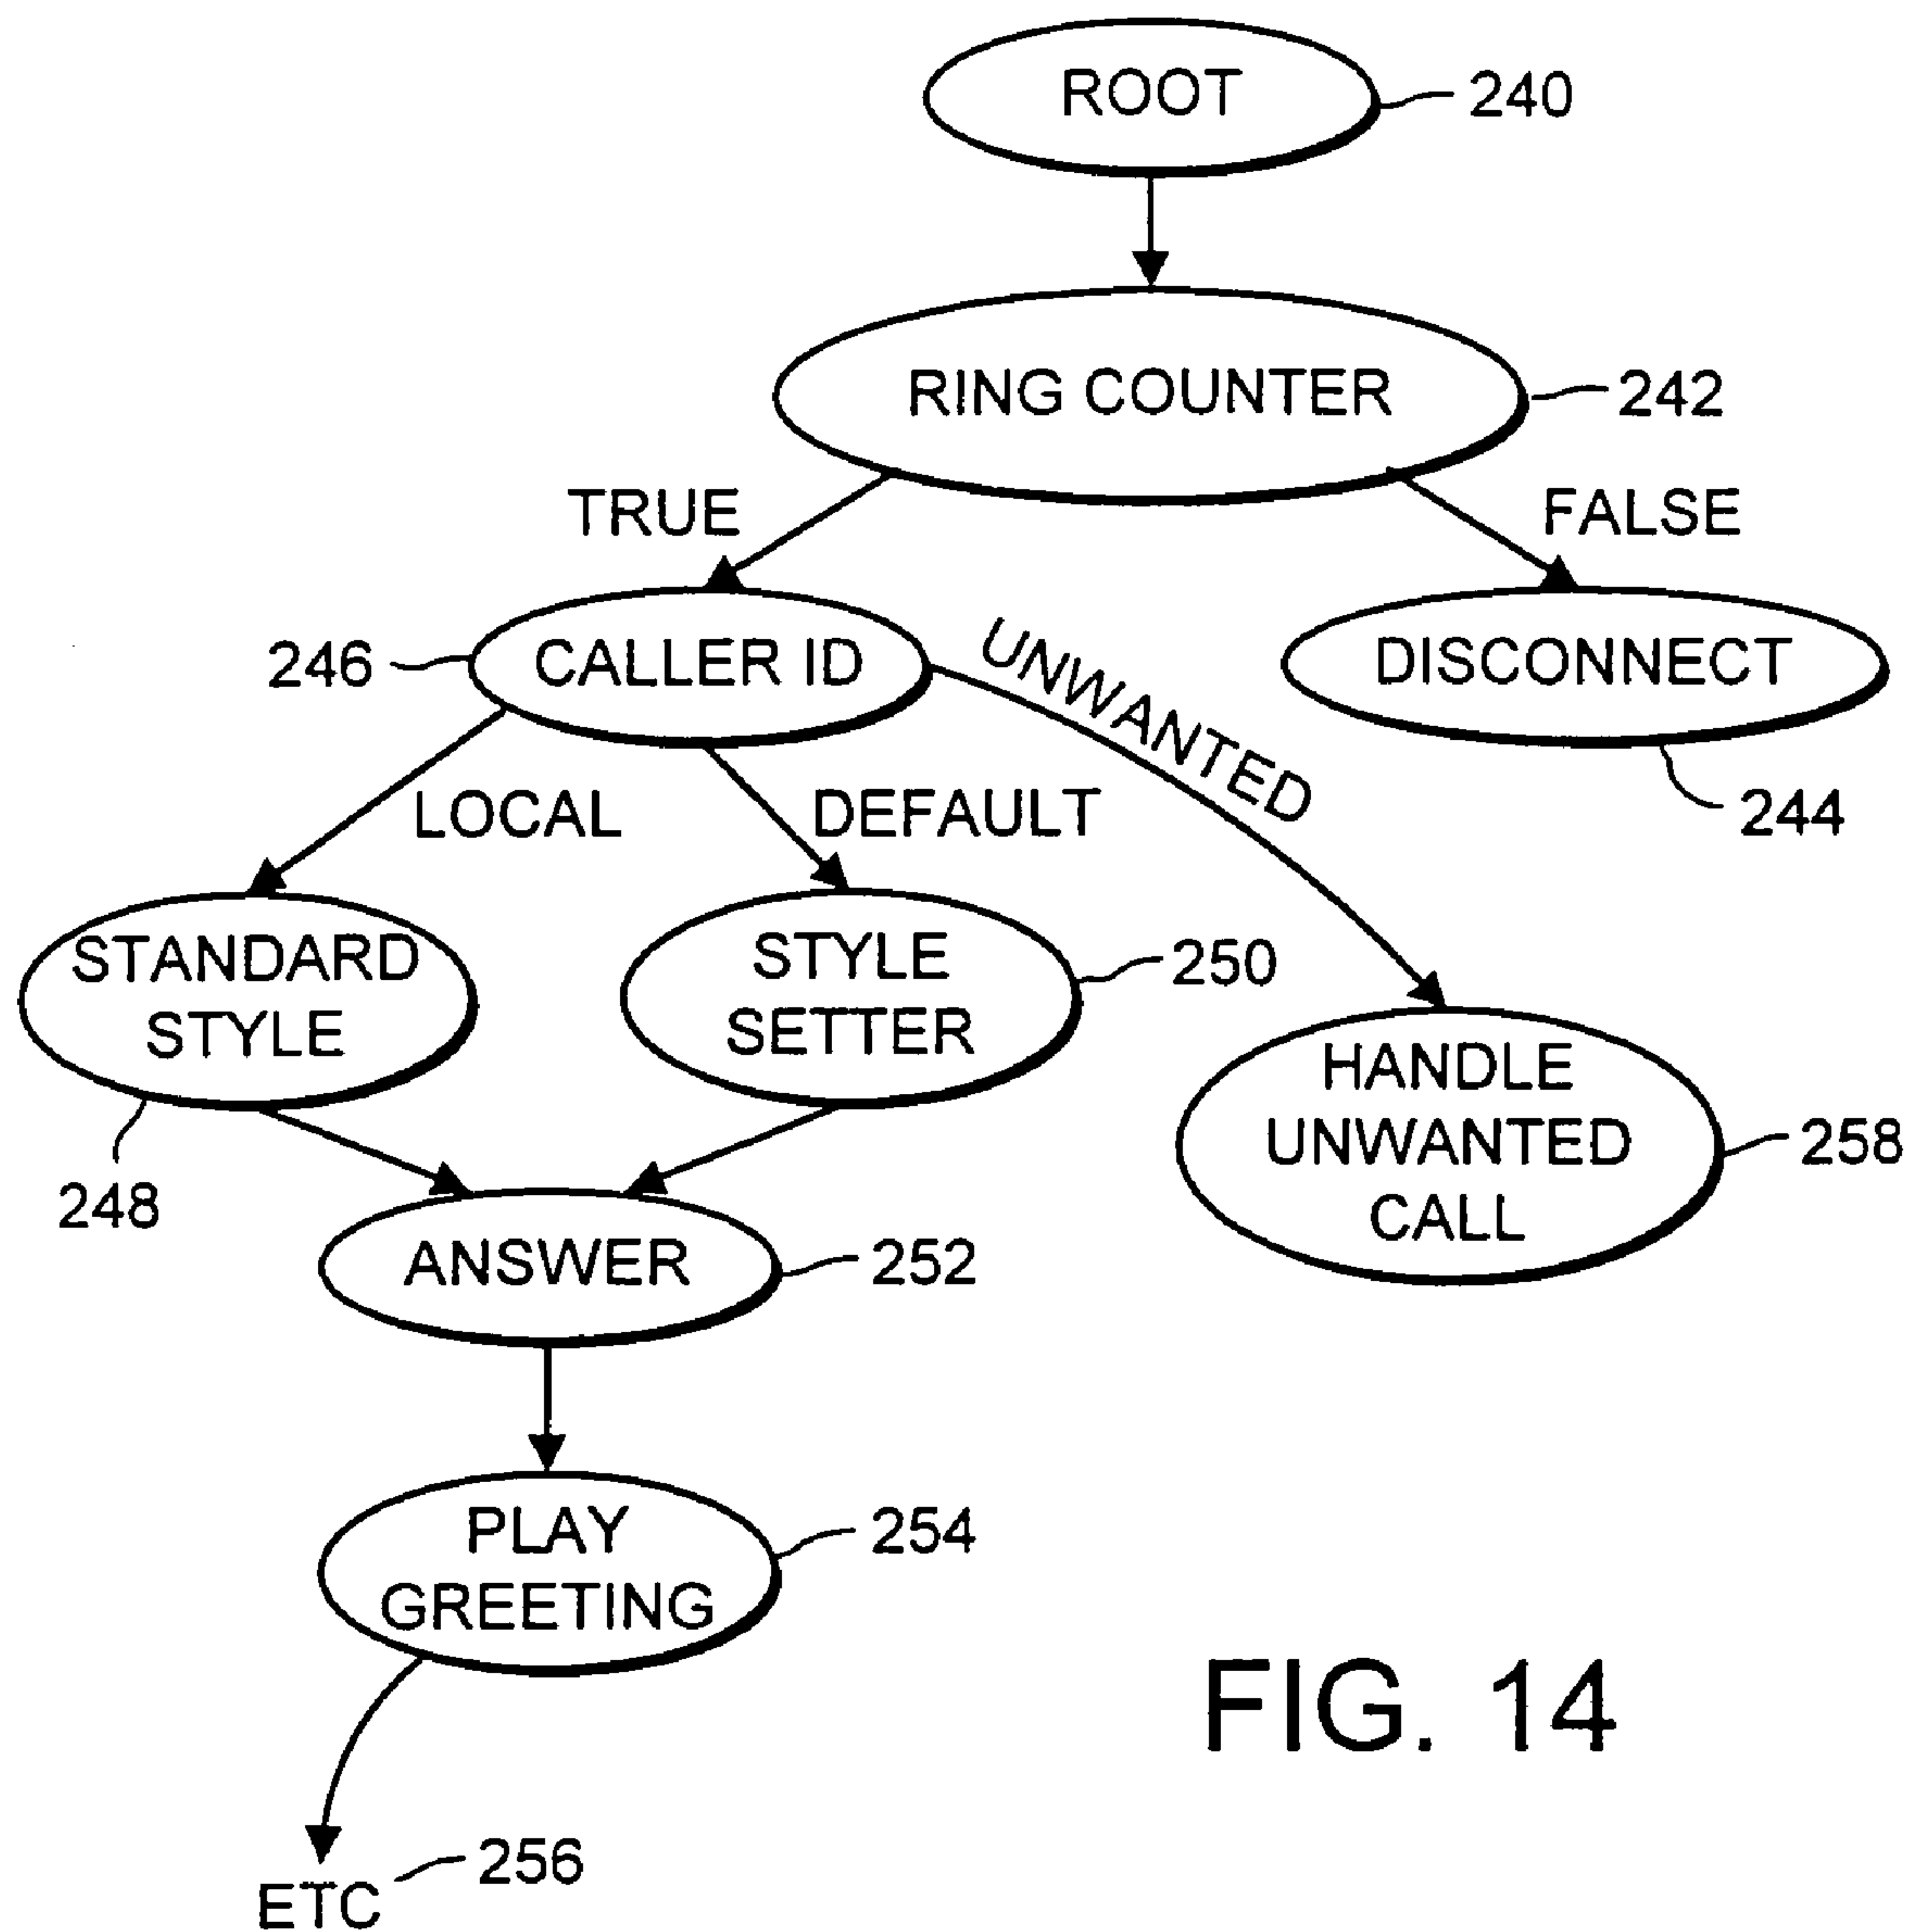 ROOT
240
RING COUNTER
242
TRUE
FALSE
246
CALLER ID
UNWANTED
DISCONNECT
244
LOCAL
DEFAULT
STANDARD
STYLE
248
STYLE
SETTER
250
HANDLE
UNWANTED
CALL
258
ANSWER
252
PLAY
GREETING
254
ETC
256
FIG. 14